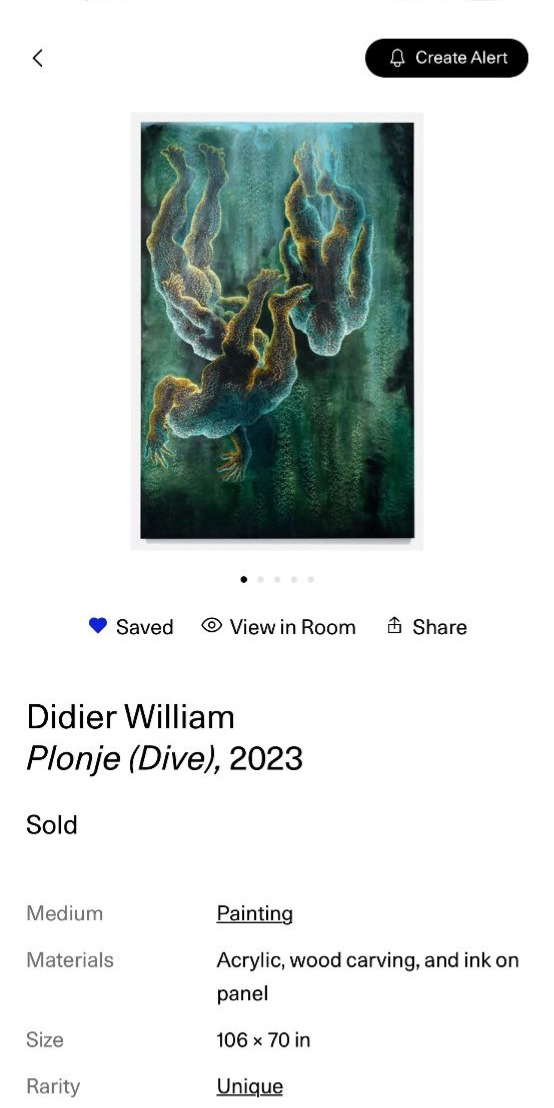 Create Alert
Saved
View in Room
Share
Didier William
Plonje (Dive), 2023
Sold
Medium
Painting
Materials
Acrylic, wood carving, and ink on
panel
Size
106 × 70 in
Rarity
Unique